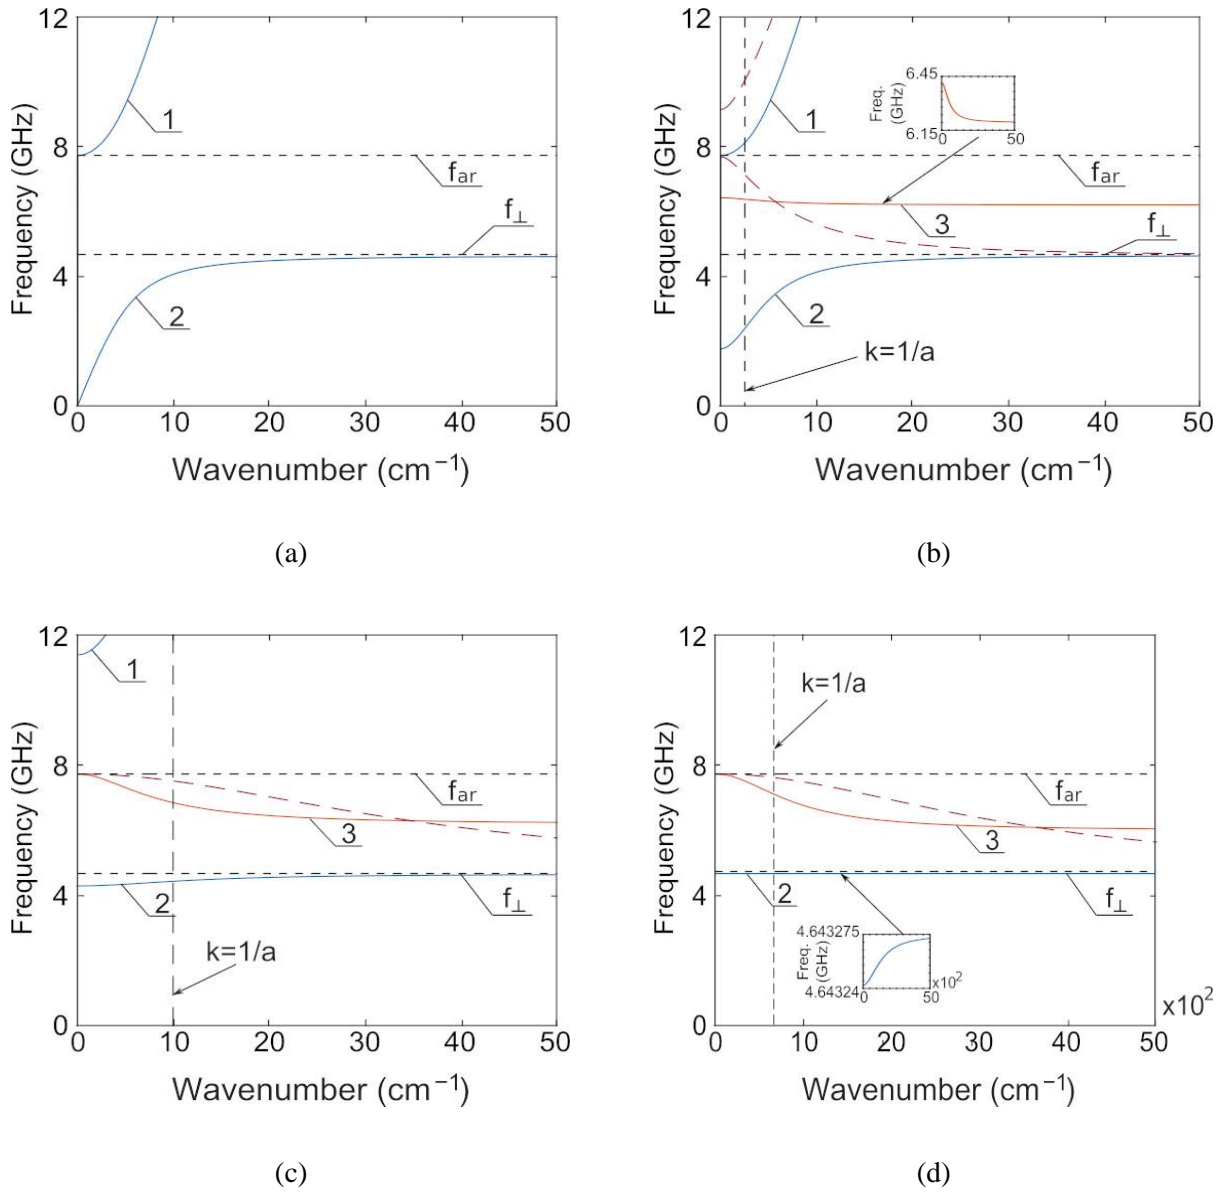 12
8
4
0
Frequency (GHz)
1
f_ar
f_⊥
2
0 10 20 30 40 50
Wavenumber (cm⁻¹)
(a)
12
8
4
0
Frequency (GHz)
1
6.45
6.15
Freq.
(GHz)
0 50
f_ar
3
f_⊥
2
k=1/a
0 10 20 30 40 50
Wavenumber (cm⁻¹)
(b)
12
8
4
0
Frequency (GHz)
1
f_ar
3
2
f_⊥
k=1/a
0 10 20 30 40 50
Wavenumber (cm⁻¹)
(c)
12
8
4
0
Frequency (GHz)
k=1/a
f_ar
3
2
f_⊥
4.643275
4.64324
Freq.
(GHz)
0 50
x10²
x10²
0 10 20 30 40 50
Wavenumber (cm⁻¹)
(d)